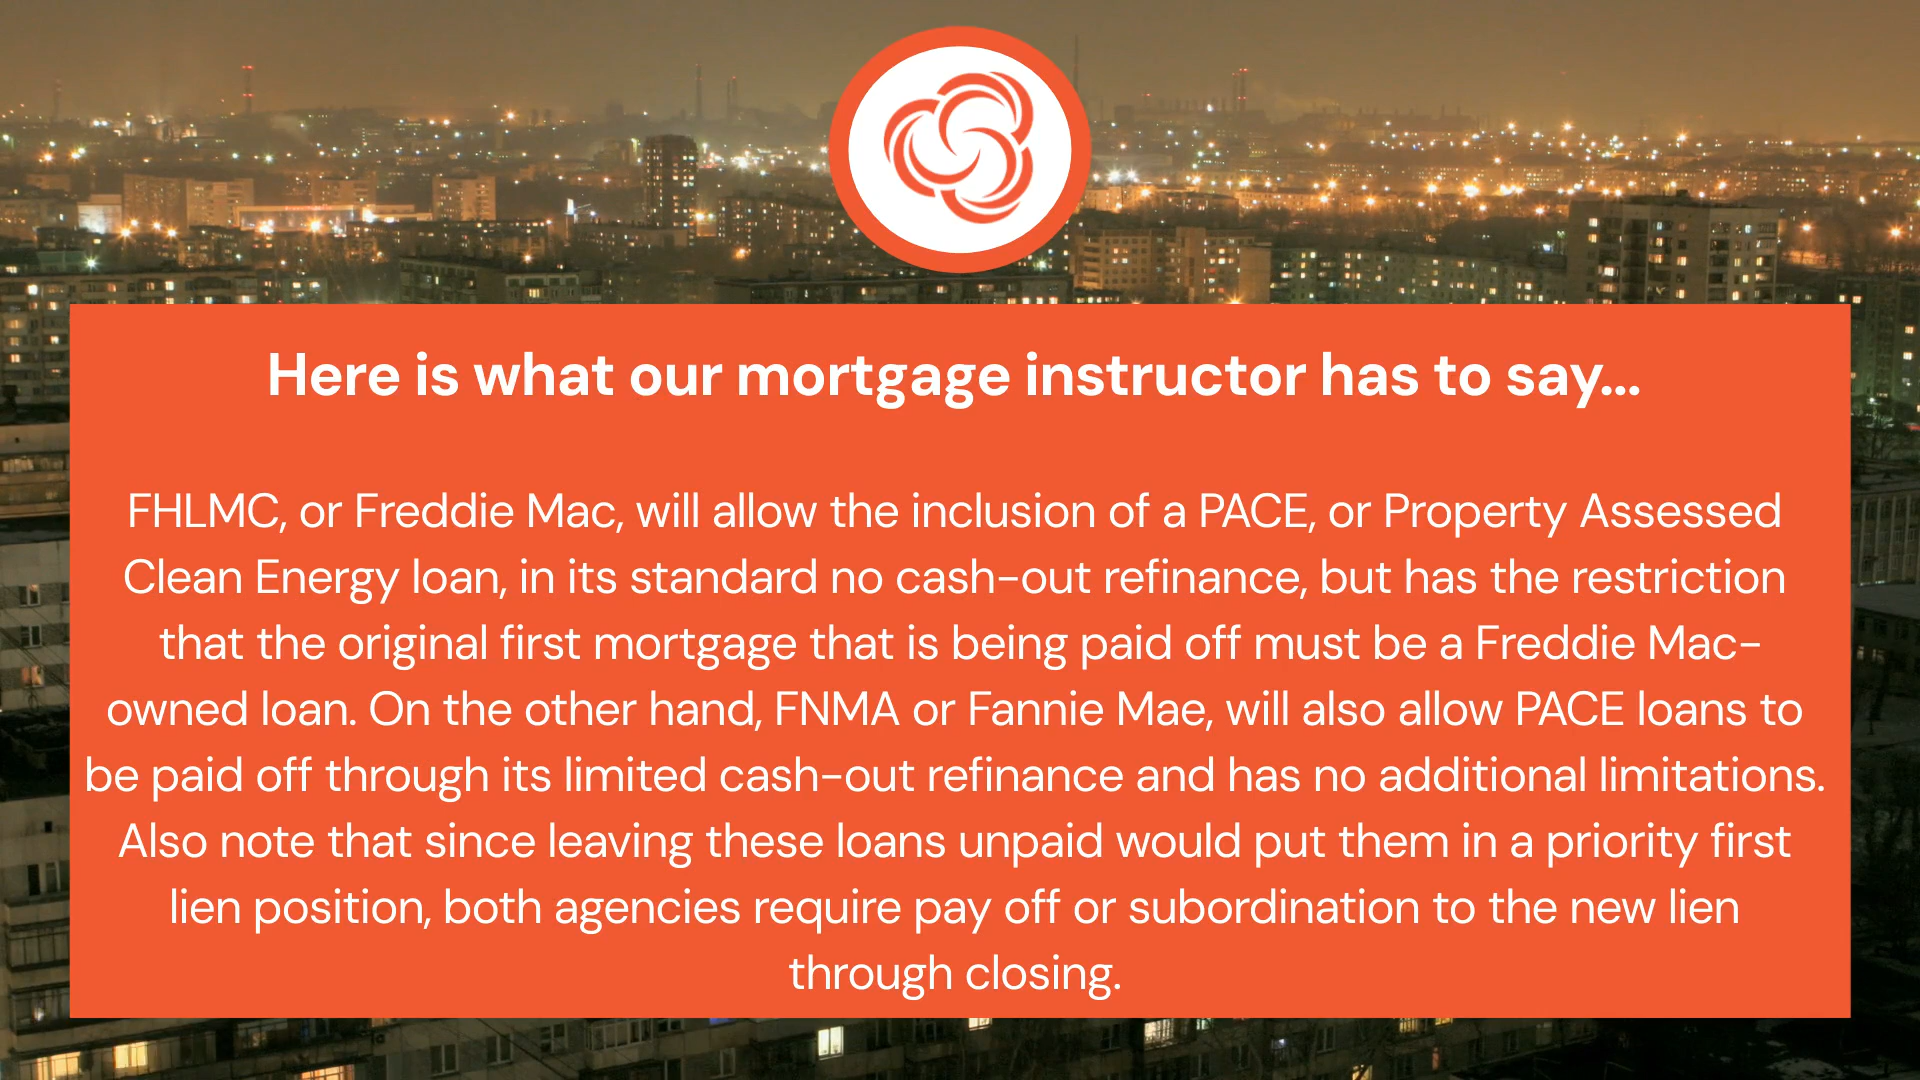 Here is what our mortgage instructor has to say...
FHLMC, or Freddie Mac, will allow the inclusion of a PACE, or Property Assessed
Clean Energy loan, in its standard no cash-out refinance, but has the restriction
that the original first mortgage that is being paid off must be a Freddie Mac-
owned loan. On the other hand, FNMA or Fannie Mae, will also allow PACE loans to
be paid off through its limited cash-out refinance and has no additional limitations.
Also note that since leaving these loans unpaid would put them in a priority first
lien position, both agencies require pay off or subordination to the new lien
through closing.